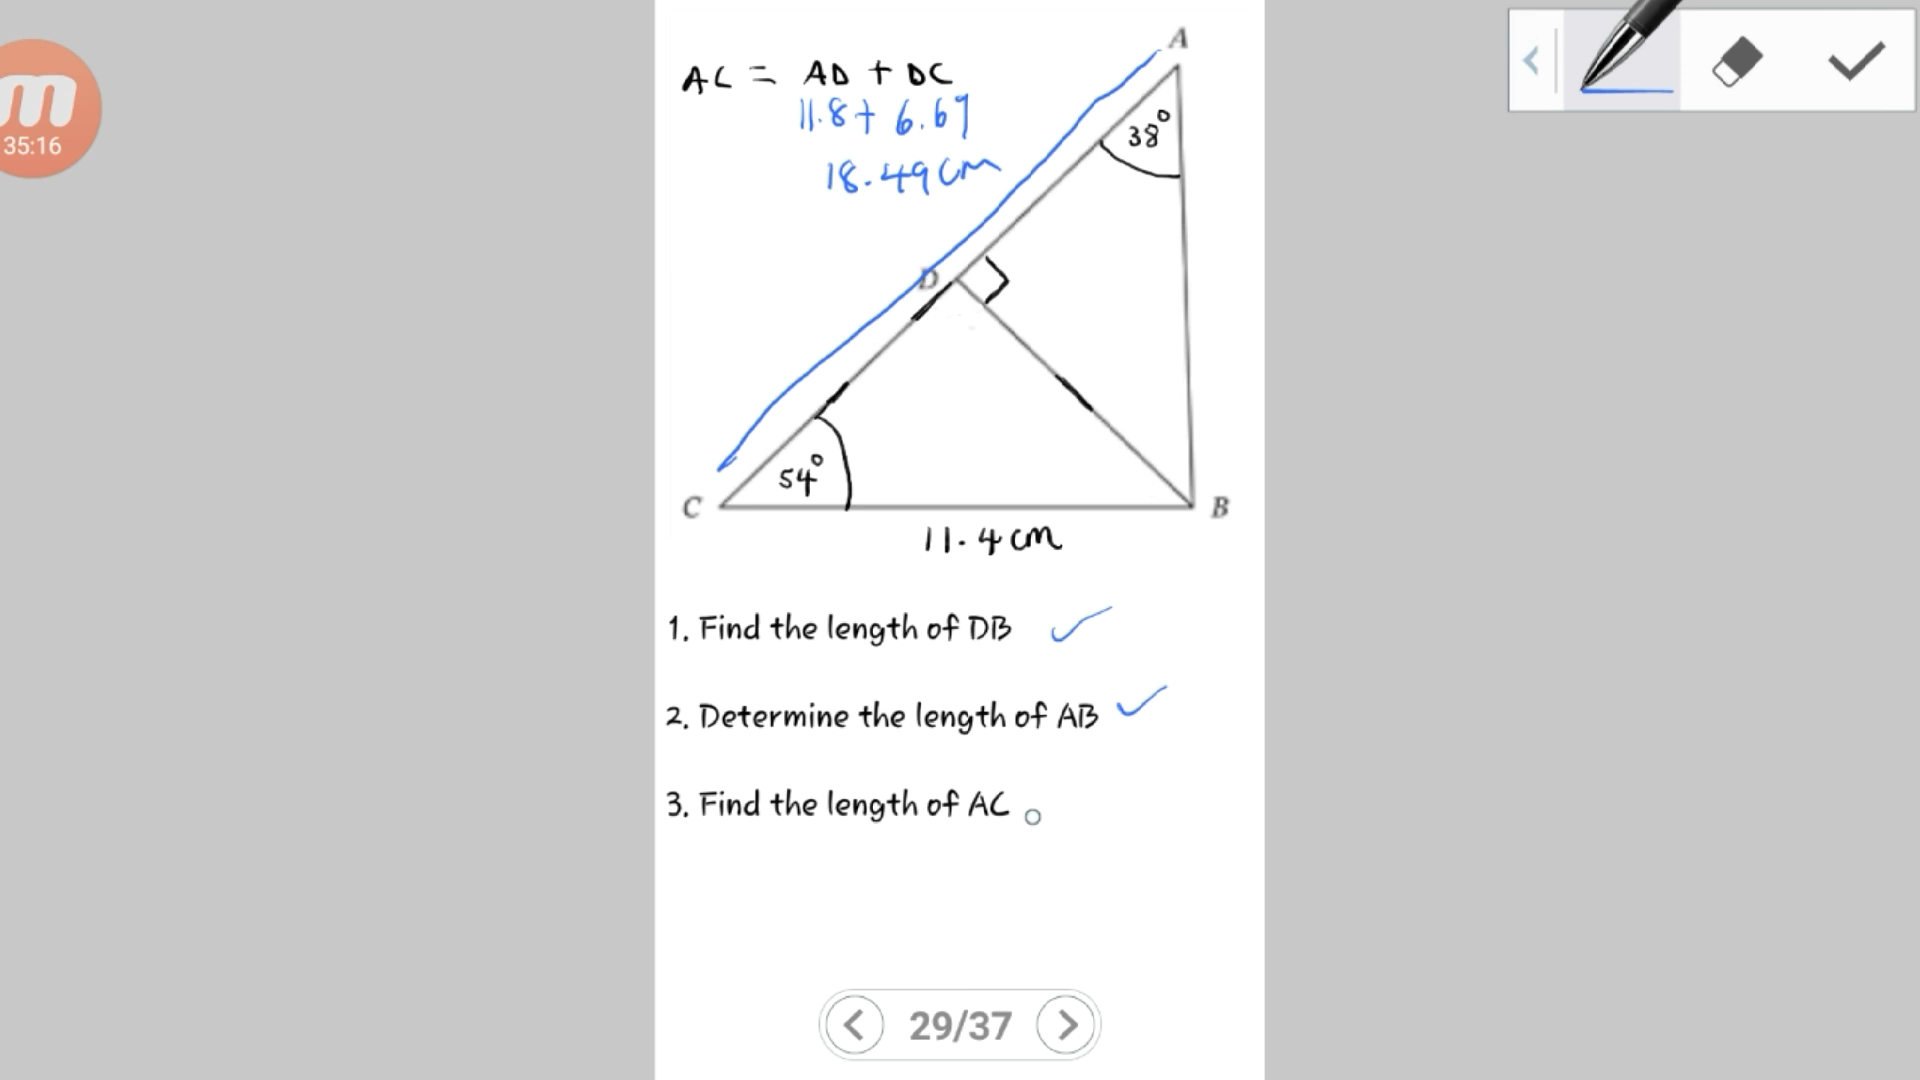 A
AC = AD + DC
11.8 + 6.69
18.49 cm
38°
D
54°
C
B
11.4 cm
1. Find the length of DB
2. Determine the length of AB
3. Find the length of AC
29/37
m
35:16